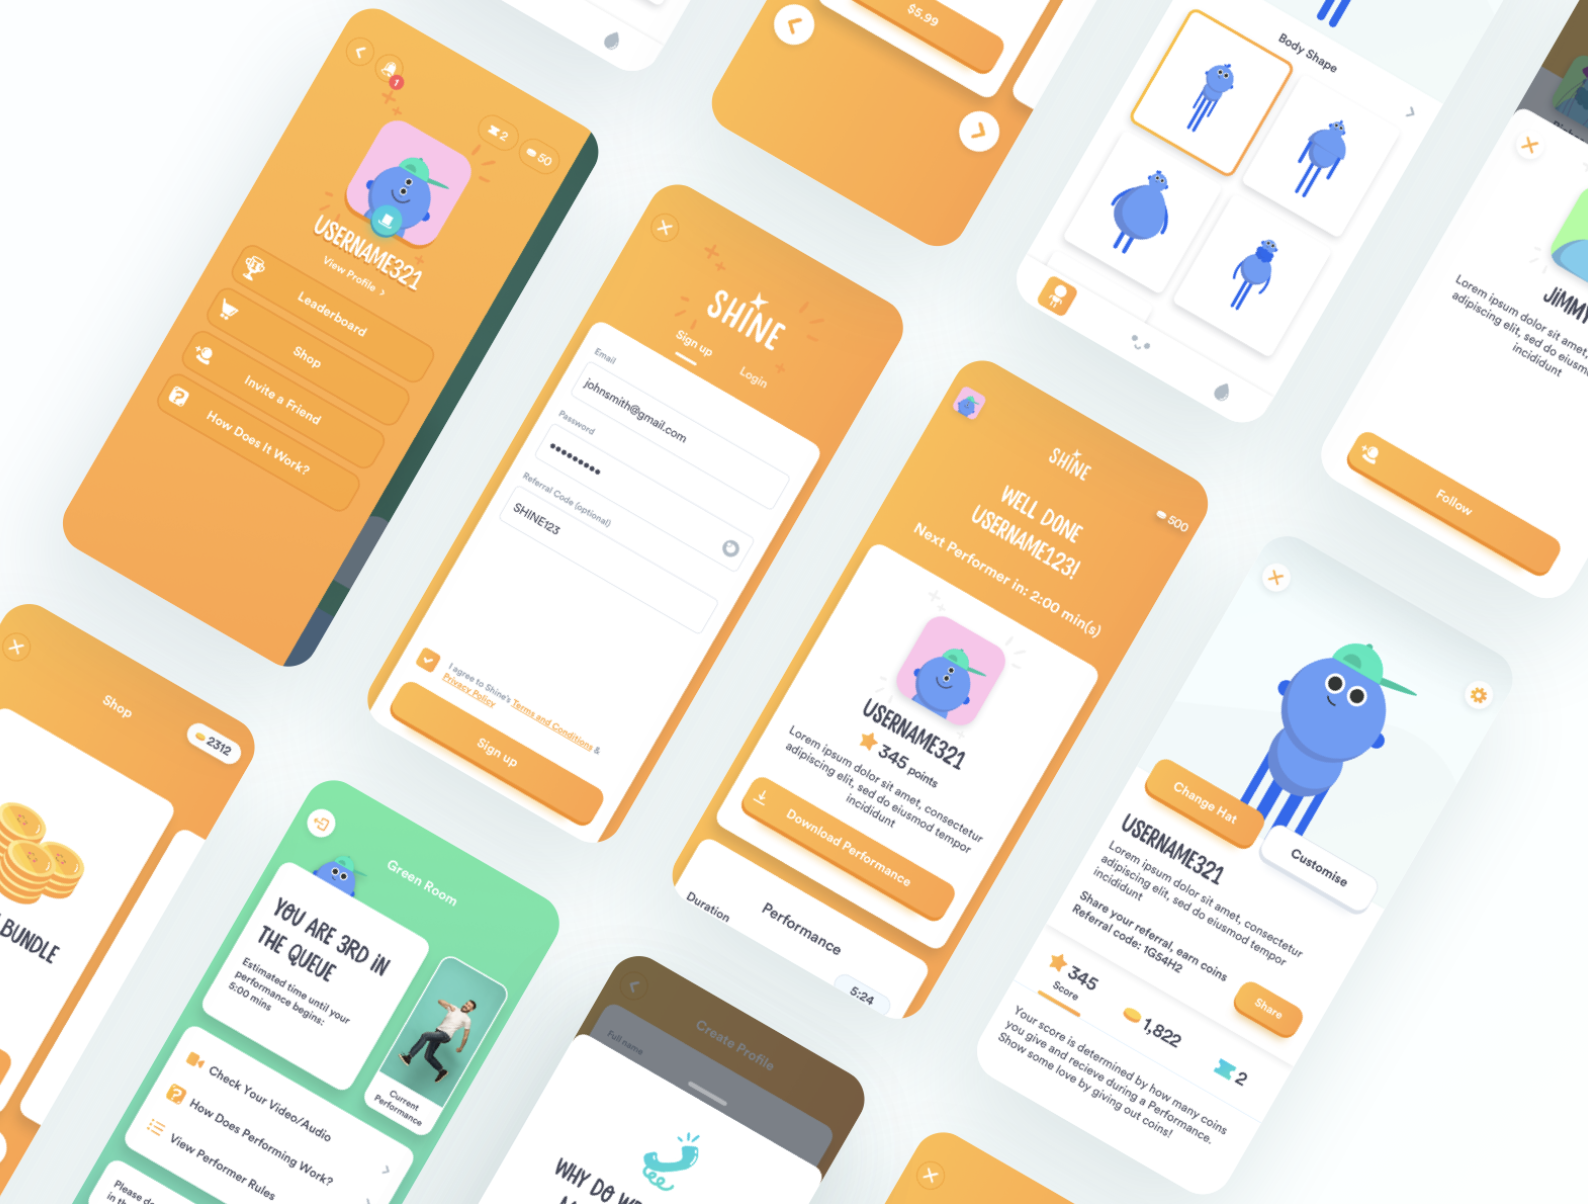 $5.99
Body Shape
1
2
50
USERNAME321
View Profile
Leaderboard
Shop
Invite a Friend
How Does it Work?
SHINE
Sign up
Login
Email
johnsmith@gmail.com
Password
Referral Code (optional)
SHINE123
I agree to Shine's Terms and Conditions &
Privacy Policy
Sign up
SHINE
500
WELL DONE
USERNAME123!
Next Performer in: 2:00 min(s)
USERNAME321
345 points
Lorem ipsum dolor sit amet, consectetur
adipiscing elit, sed do eiusmod tempor
incididunt
Download Performance
Performance
Duration
5:24
JIMMY
Lorem ipsum dolor sit amet,
adipiscing elit, sed do eiusm
incididunt
Follow
Change Hat
Customise
USERNAME321
Lorem ipsum dolor sit amet, consectetur
adipiscing elit, sed do eiusmod tempor
incididunt
Share your referral, earn coins
Referral code: 1G54H2
Share
345
Score
1,822
2
Your score is determined by how many coins
you give and recieve during a Performance.
Show some love by giving out coins!
Shop
2312
BUNDLE
Green Room
YOU ARE 3RD IN
THE QUEUE
Estimated time until your
performance begins:
5:00 mins
Current
Performance
Check Your Video/Audio
How Does Performing Work?
View Performer Rules
Please d
in th
Create Profile
Full name
WHY DO WE